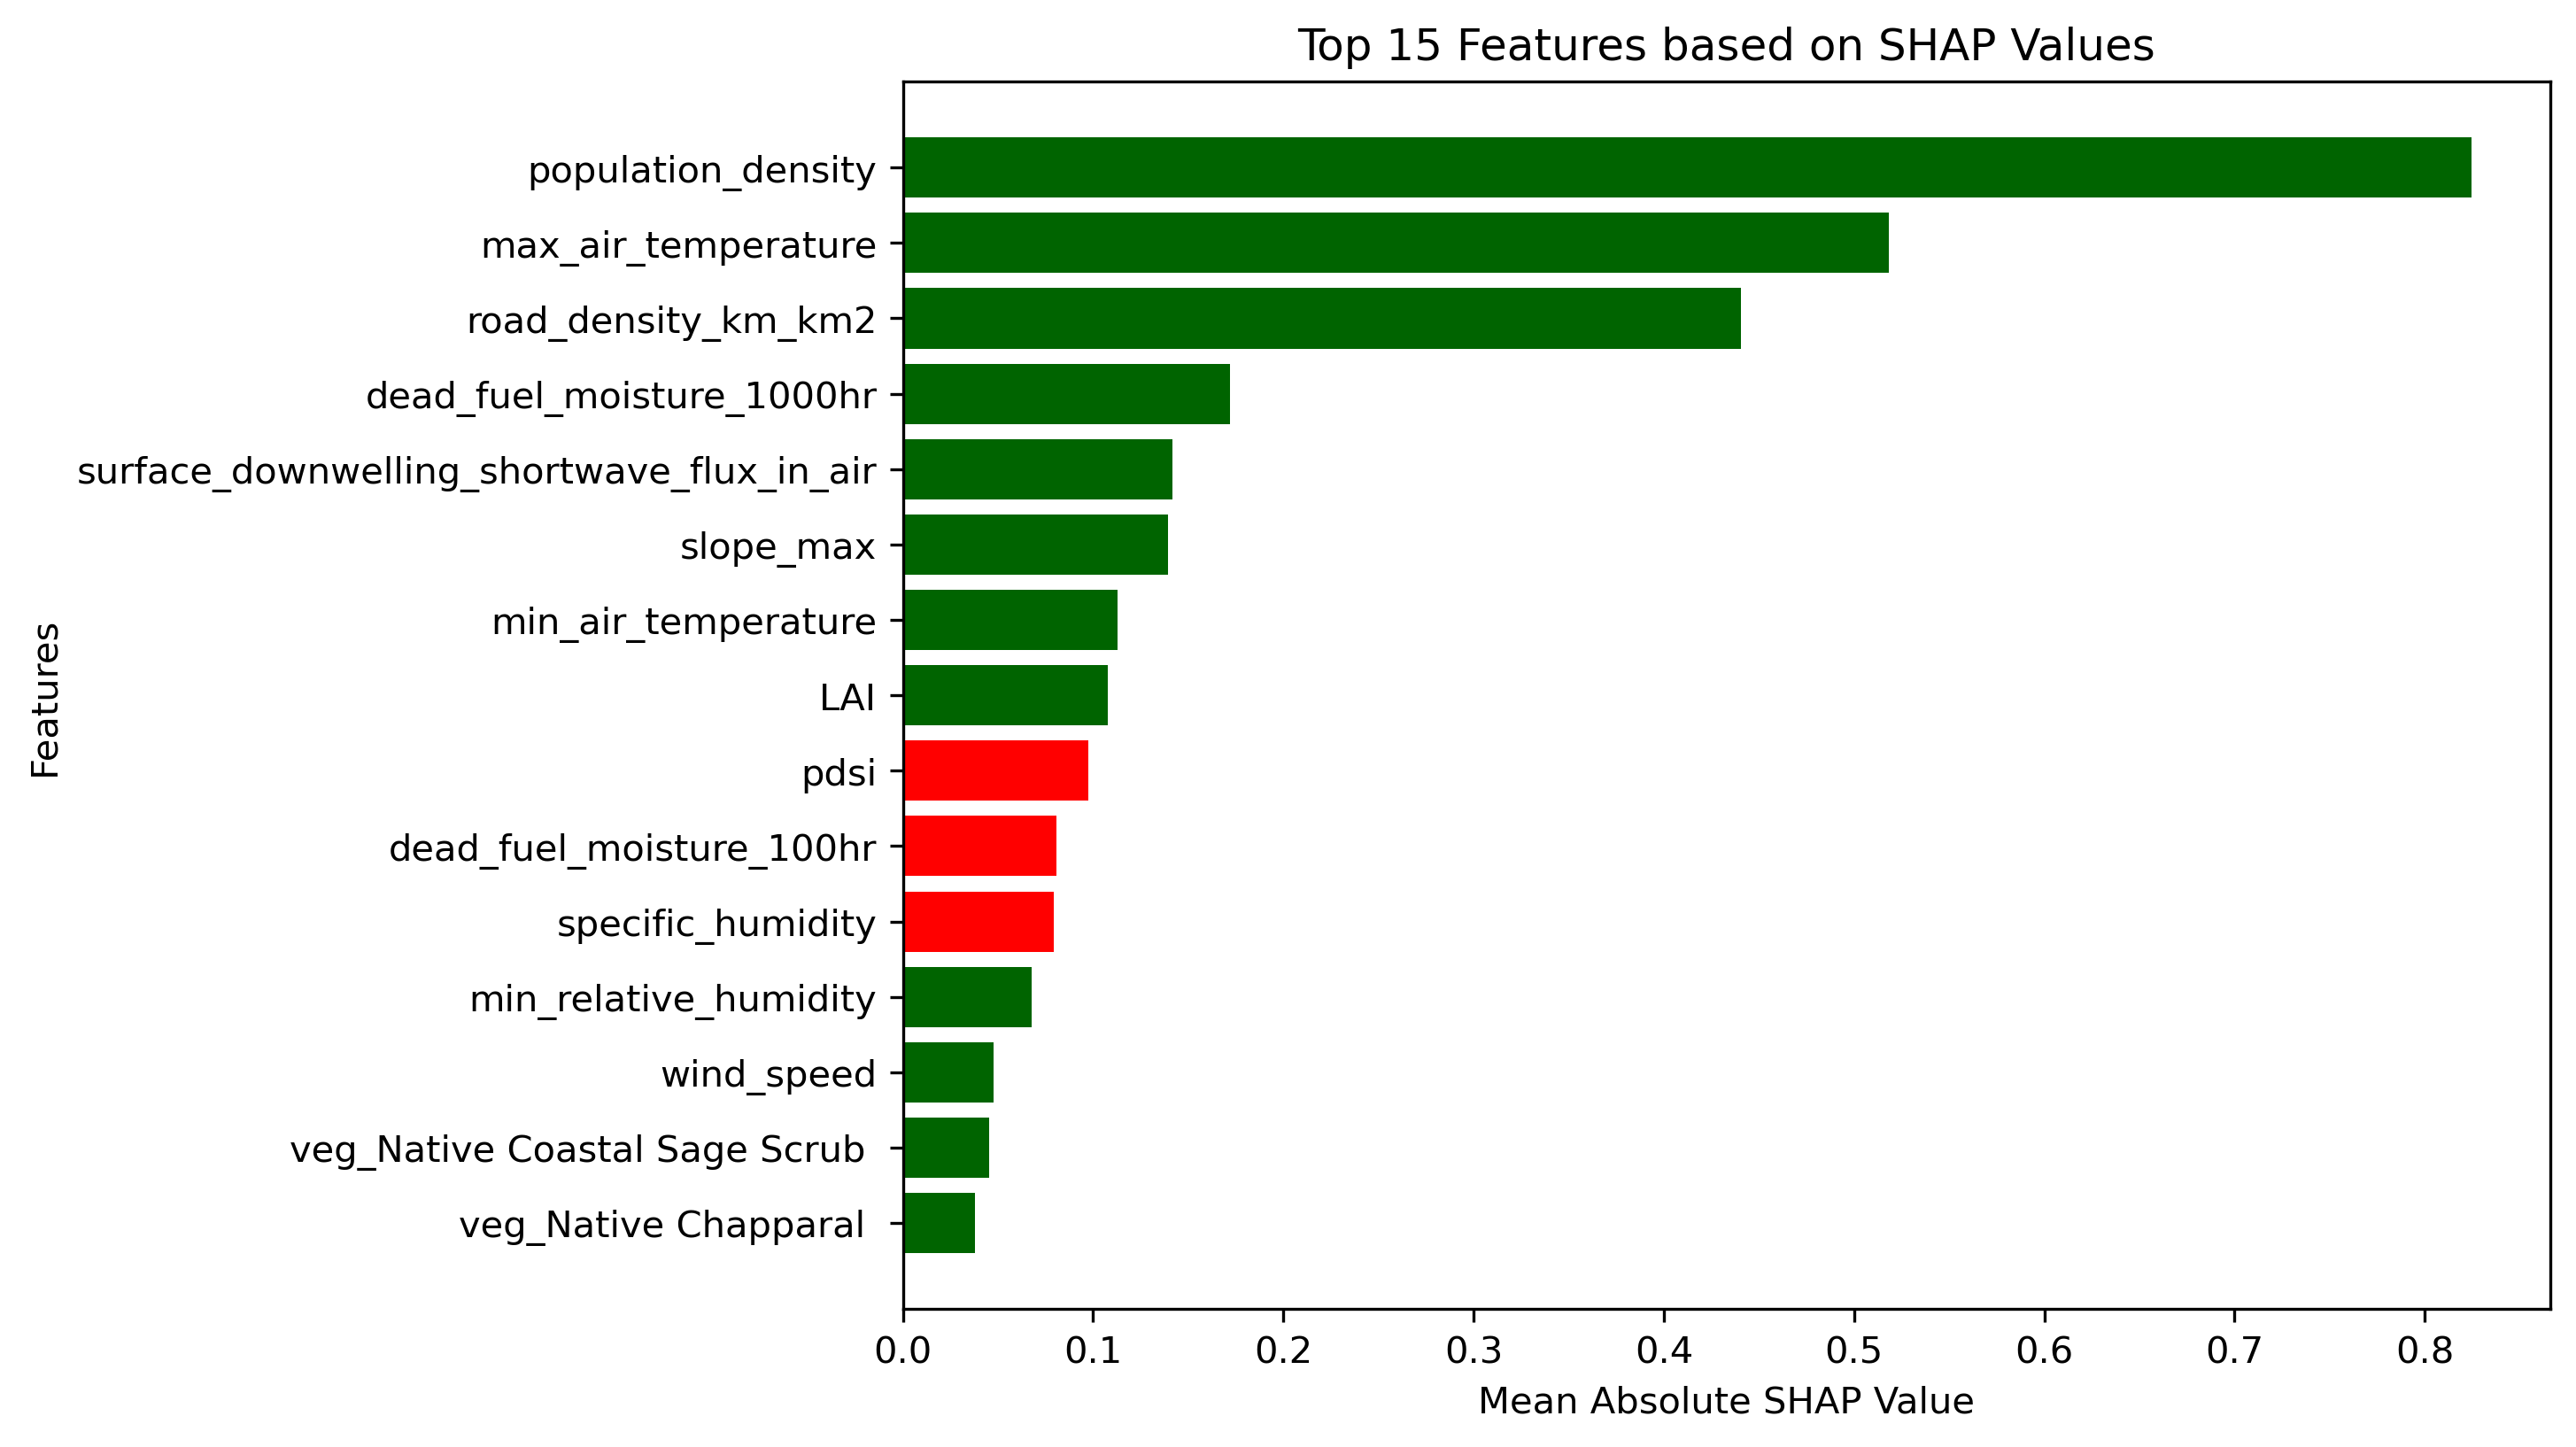 Top 15 Features based on SHAP Values
Features
population_density
max_air_temperature
road_density_km_km2
dead_fuel_moisture_1000hr
surface_downwelling_shortwave_flux_in_air
slope_max
min_air_temperature
LAI
pdsi
dead_fuel_moisture_100hr
specific_humidity
min_relative_humidity
wind_speed
veg_Native Coastal Sage Scrub
veg_Native Chapparal
0.0 0.1 0.2 0.3 0.4 0.5 0.6 0.7 0.8
Mean Absolute SHAP Value